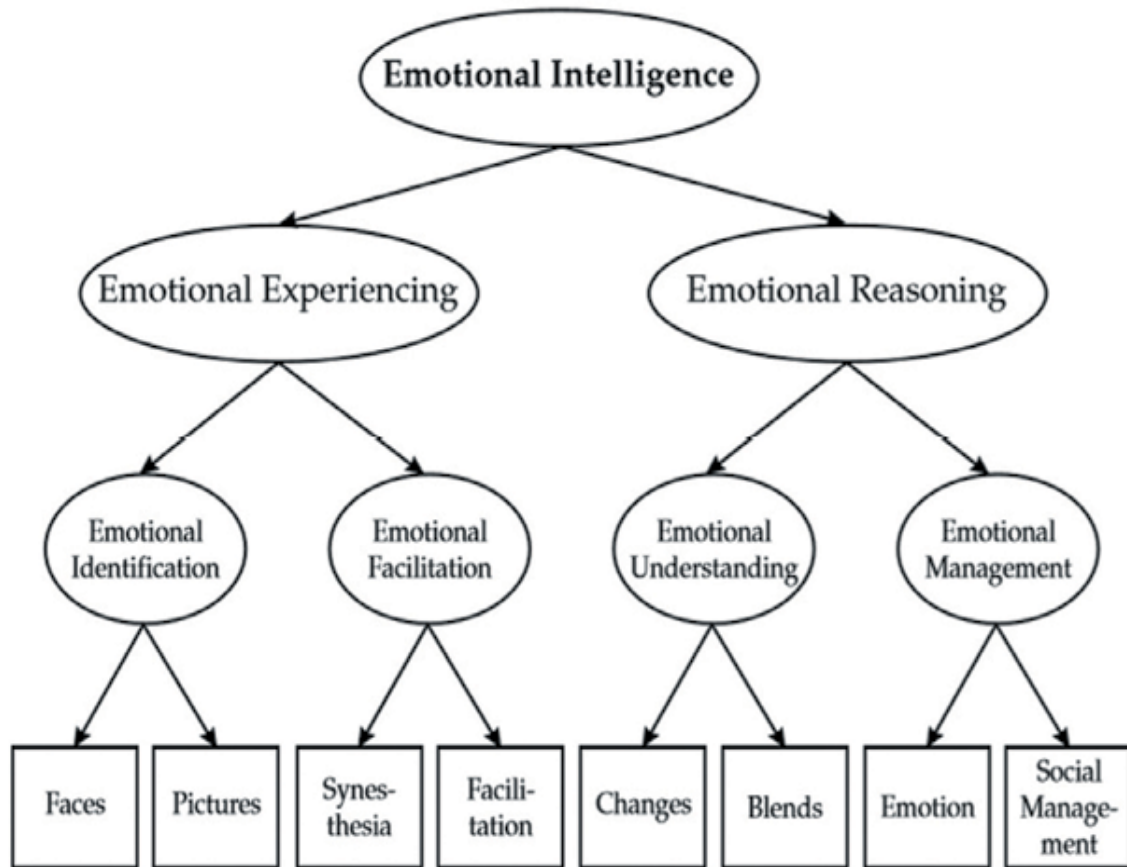 Emotional Intelligence
Emotional Experiencing
Emotional Reasoning
Emotional
Identification
Emotional
Facilitation
Emotional
Understanding
Emotional
Management
Faces
Pictures
Synes-
thesia
Facili-
tation
Changes
Blends
Emotion
Social
Manage-
ment